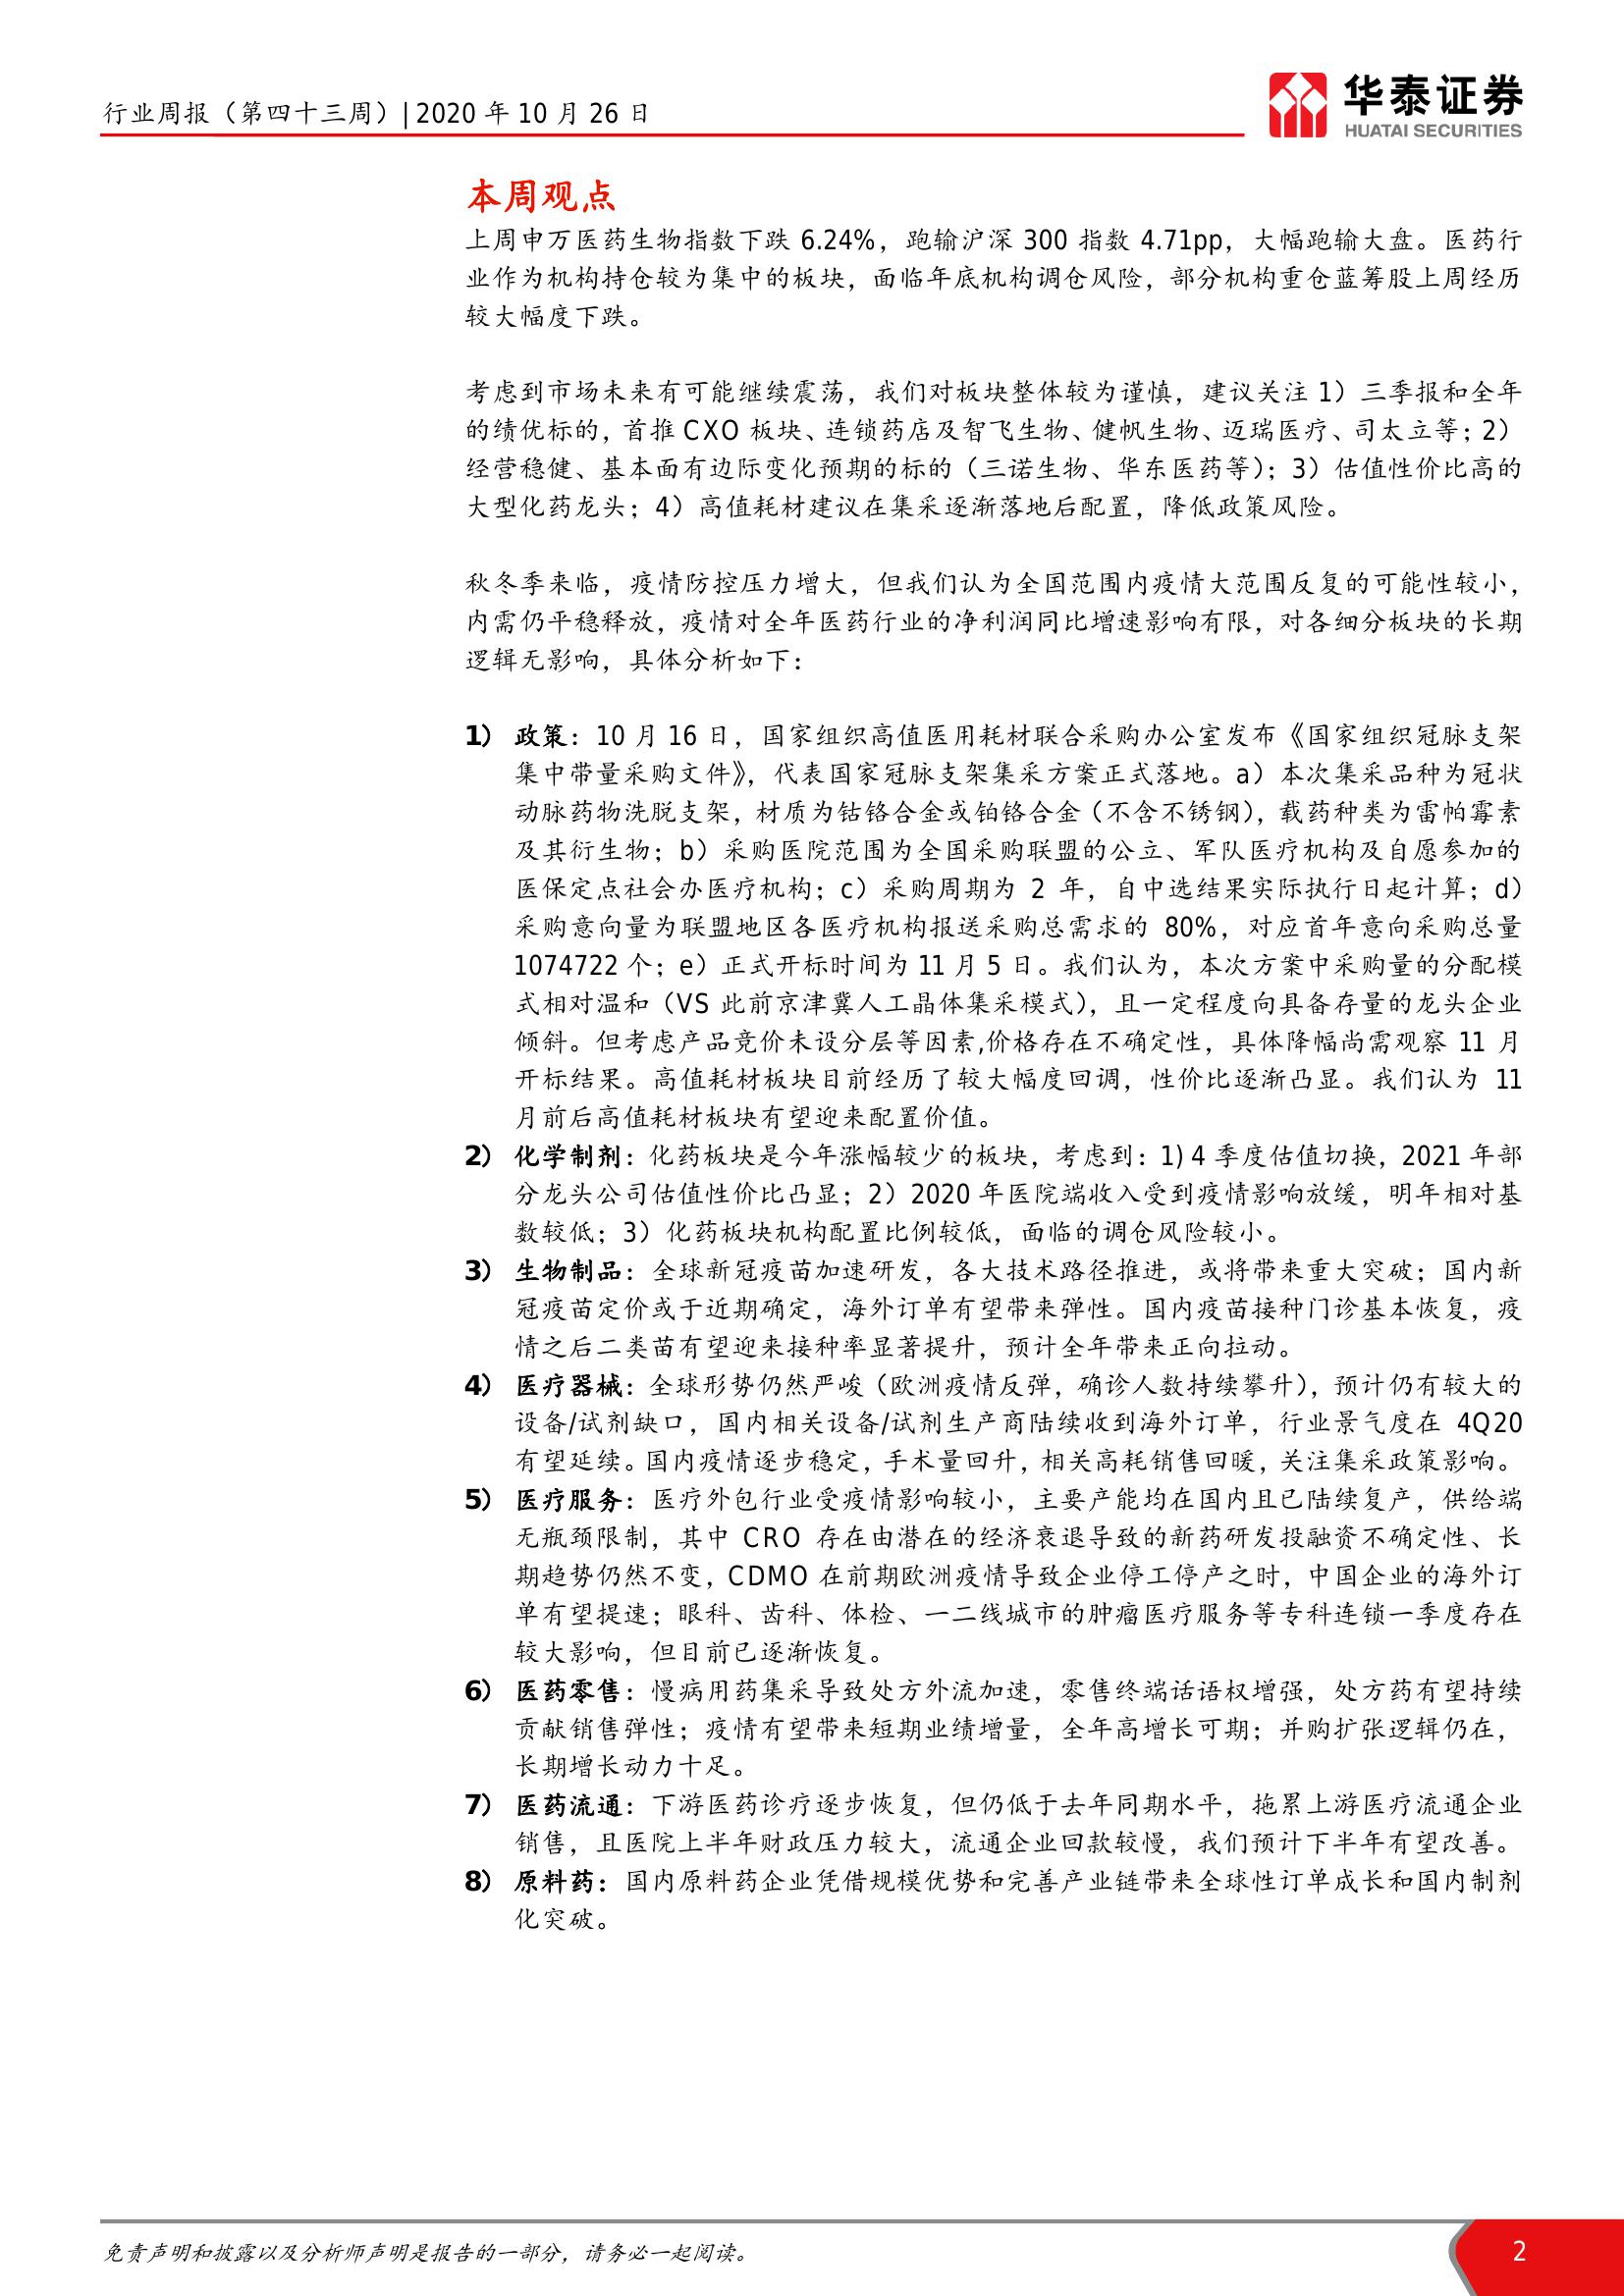 行业周报（第四十三周）| 2020 年 10 月 26 日
华泰证券
HUATAI SECURITIES
本周观点
上周申万医药生物指数下跌 6.24%，跑输沪深 300 指数 4.71pp，大幅跑输大盘。医药行
业作为机构持仓较为集中的板块，面临年底机构调仓风险，部分机构重仓蓝筹股上周经历
较大幅度下跌。
考虑到市场未来有可能继续震荡，我们对板块整体较为谨慎，建议关注 1）三季报和全年
的绩优标的，首推 CXO 板块、连锁药店及智飞生物、健帆生物、迈瑞医疗、司太立等；2）
经营稳健、基本面有边际变化预期的标的（三诺生物、华东医药等）；3）估值性价比高的
大型化药龙头；4）高值耗材建议在集采逐渐落地后配置，降低政策风险。
秋冬季来临，疫情防控压力增大，但我们认为全国范围内疫情大范围反复的可能性较小，
内需仍平稳释放，疫情对全年医药行业的净利润同比增速影响有限，对各细分板块的长期
逻辑无影响，具体分析如下：
1） 政策：10 月 16 日，国家组织高值医用耗材联合采购办公室发布《国家组织冠脉支架
集中带量采购文件》，代表国家冠脉支架集采方案正式落地。a）本次集采品种为冠状
动脉药物洗脱支架，材质为钴铬合金或铂铬合金（不含不锈钢），载药种类为雷帕霉素
及其衍生物；b）采购医院范围为全国采购联盟的公立、军队医疗机构及自愿参加的
医保定点社会办医疗机构；c）采购周期为 2 年，自中选结果实际执行日起计算；d）
采购意向量为联盟地区各医疗机构报送采购总需求的 80%，对应首年意向采购总量
1074722 个；e）正式开标时间为 11 月 5 日。我们认为，本次方案中采购量的分配模
式相对温和（VS 此前京津冀人工晶体集采模式），且一定程度向具备存量的龙头企业
倾斜。但考虑产品竞价未设分层等因素,价格存在不确定性，具体降幅尚需观察 11 月
开标结果。高值耗材板块目前经历了较大幅度回调，性价比逐渐凸显。我们认为 11
月前后高值耗材板块有望迎来配置价值。
2） 化学制剂：化药板块是今年涨幅较少的板块，考虑到：1) 4 季度估值切换，2021 年部
分龙头公司估值性价比凸显；2）2020 年医院端收入受到疫情影响放缓，明年相对基
数较低；3）化药板块机构配置比例较低，面临的调仓风险较小。
3） 生物制品：全球新冠疫苗加速研发，各大技术路径推进，或将带来重大突破；国内新
冠疫苗定价或于近期确定，海外订单有望带来弹性。国内疫苗接种门诊基本恢复，疫
情之后二类苗有望迎来接种率显著提升，预计全年带来正向拉动。
4） 医疗器械：全球形势仍然严峻（欧洲疫情反弹，确诊人数持续攀升），预计仍有较大的
设备/试剂缺口，国内相关设备/试剂生产商陆续收到海外订单，行业景气度在 4Q20
有望延续。国内疫情逐步稳定，手术量回升，相关高耗销售回暖，关注集采政策影响。
5） 医疗服务：医疗外包行业受疫情影响较小，主要产能均在国内且已陆续复产，供给端
无瓶颈限制，其中 CRO 存在由潜在的经济衰退导致的新药研发投融资不确定性、长
期趋势仍然不变，CDMO 在前期欧洲疫情导致企业停工停产之时，中国企业的海外订
单有望提速；眼科、齿科、体检、一二线城市的肿瘤医疗服务等专科连锁一季度存在
较大影响，但目前已逐渐恢复。
6） 医药零售：慢病用药集采导致处方外流加速，零售终端话语权增强，处方药有望持续
贡献销售弹性；疫情有望带来短期业绩增量，全年高增长可期；并购扩张逻辑仍在，
长期增长动力十足。
7） 医药流通：下游医药诊疗逐步恢复，但仍低于去年同期水平，拖累上游医疗流通企业
销售，且医院上半年财政压力较大，流通企业回款较慢，我们预计下半年有望改善。
8） 原料药：国内原料药企业凭借规模优势和完善产业链带来全球性订单成长和国内制剂
化突破。
免责声明和披露以及分析师声明是报告的一部分，请务必一起阅读。
2